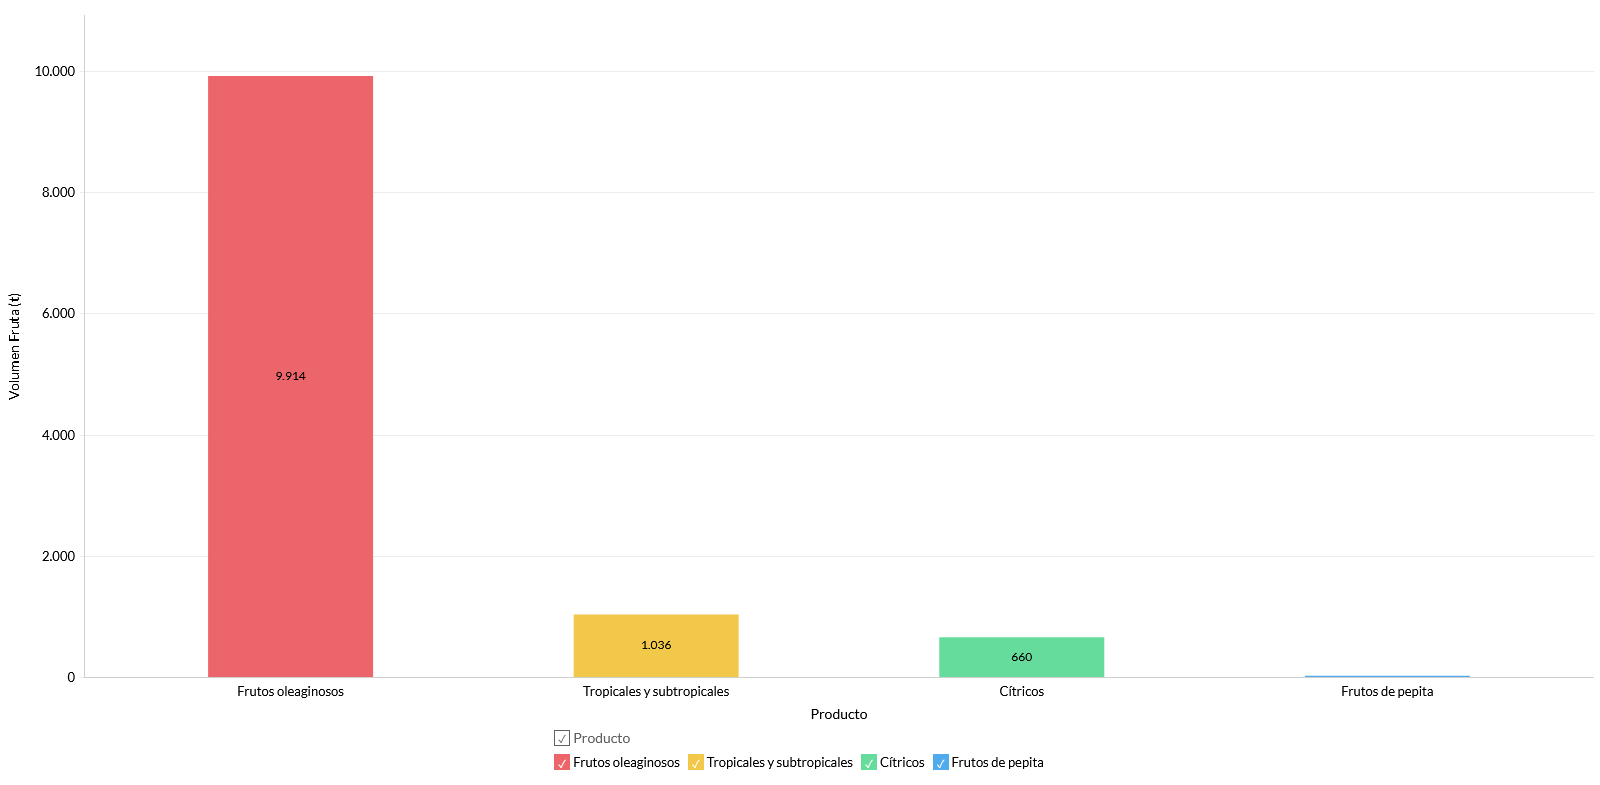 10.000
8.000
6.000
4.000
2.000
0
Volumen Fruta (t)
9.914
1.036
660
Frutos oleaginosos Tropicales y subtropicales Cítricos Frutos de pepita
Producto
Producto
Frutos oleaginosos Tropicales y subtropicales Cítricos Frutos de pepita